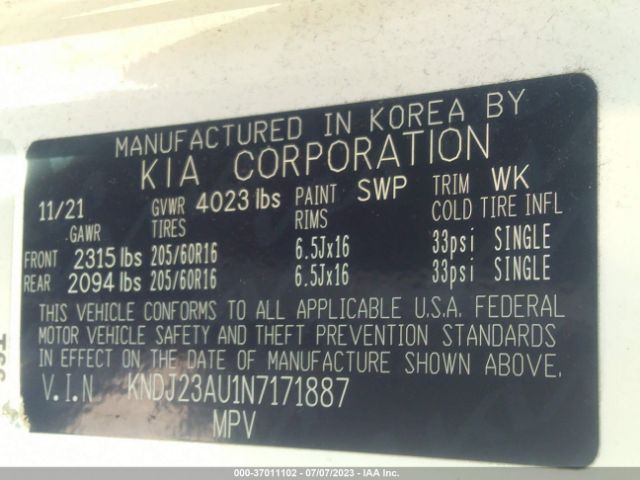 MANUFACTURED IN KOREA BY
KIA CORPORATION
11/21 GVWR 4023 lbs PAINT SWP TRIM WK
GAWR TIRES RIMS COLD TIRE INFL
FRONT 2315 lbs 205/60R16 6.5Jx16 33psi SINGLE
REAR 2094 lbs 205/60R16 6.5Jx16 33psi SINGLE
THIS VEHICLE CONFORMS TO ALL APPLICABLE U.S.A. FEDERAL
MOTOR VEHICLE SAFETY AND THEFT PREVENTION STANDARDS
IN EFFECT ON THE DATE OF MANUFACTURE SHOWN ABOVE.
V.I.N KNDJ23AU1N7171887
MPV
000-37011102 - 07/07/2023 - IAAI.com